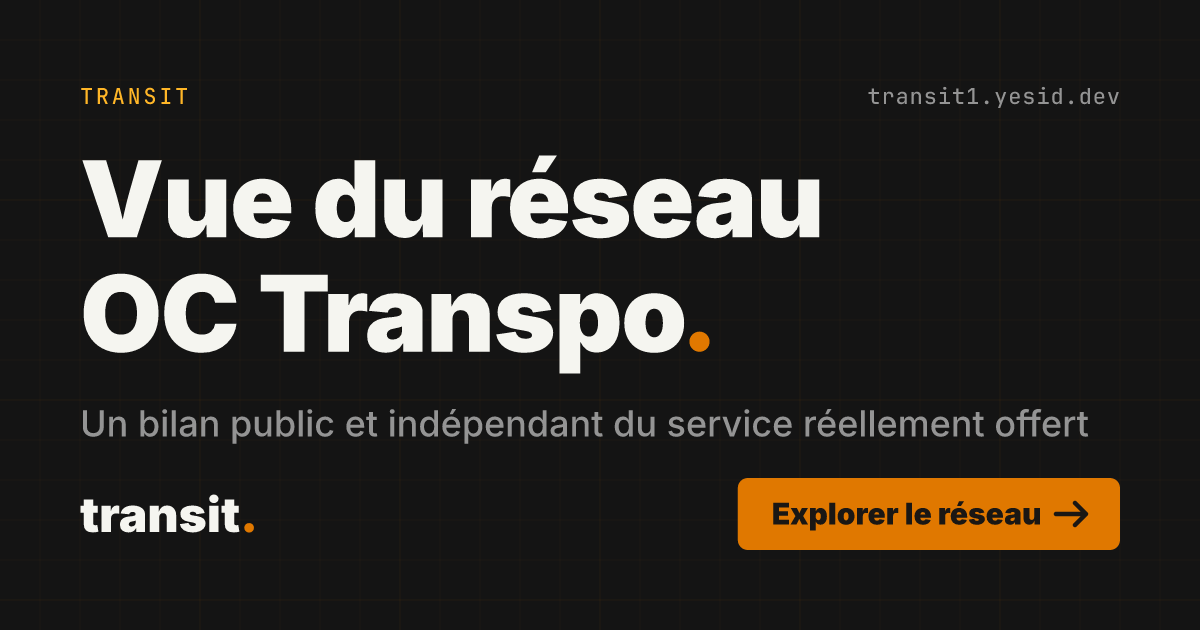 TRANSIT
transit1.yesid.dev
Vue du réseau
OC Transpo.
Un bilan public et indépendant du service réellement offert
transit.
Explorer le réseau →